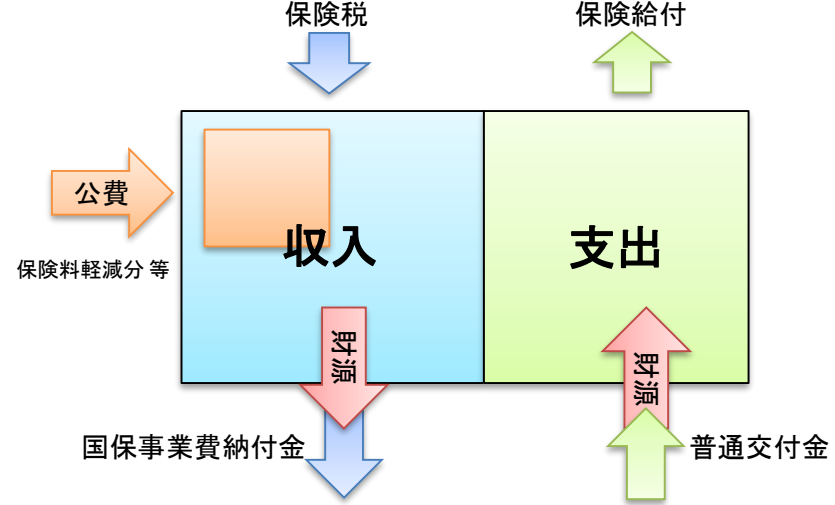 保険税
保険給付
公費
保険料軽減分 等
収入
支出
財源
財源
国保事業費納付金
普通交付金